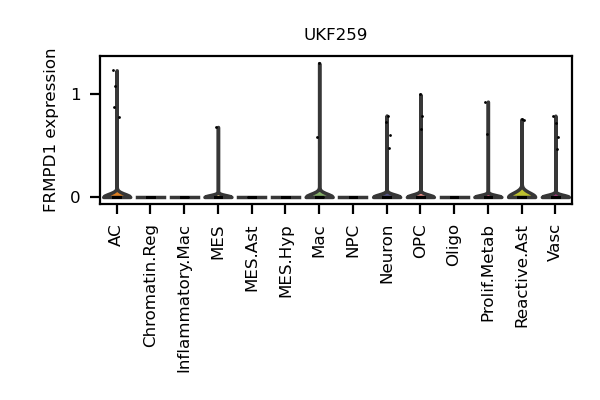 UKF259
FRMPD1 expression
1
0
AC
Chromatin.Reg
Inflammatory.Mac
MES
MES.Ast
MES.Hyp
Mac
NPC
Neuron
OPC
Oligo
Prolif.Metab
Reactive.Ast
Vasc